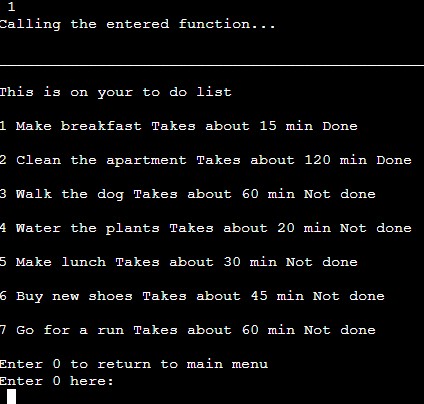 1
Calling the entered function...
This is on your to do list
1 Make breakfast Takes about 15 min Done
2 Clean the apartment Takes about 120 min Done
3 Walk the dog Takes about 60 min Not done
4 Water the plants Takes about 20 min Not done
5 Make lunch Takes about 30 min Not done
6 Buy new shoes Takes about 45 min Not done
7 Go for a run Takes about 60 min Not done
Enter 0 to return to main menu
Enter 0 here: